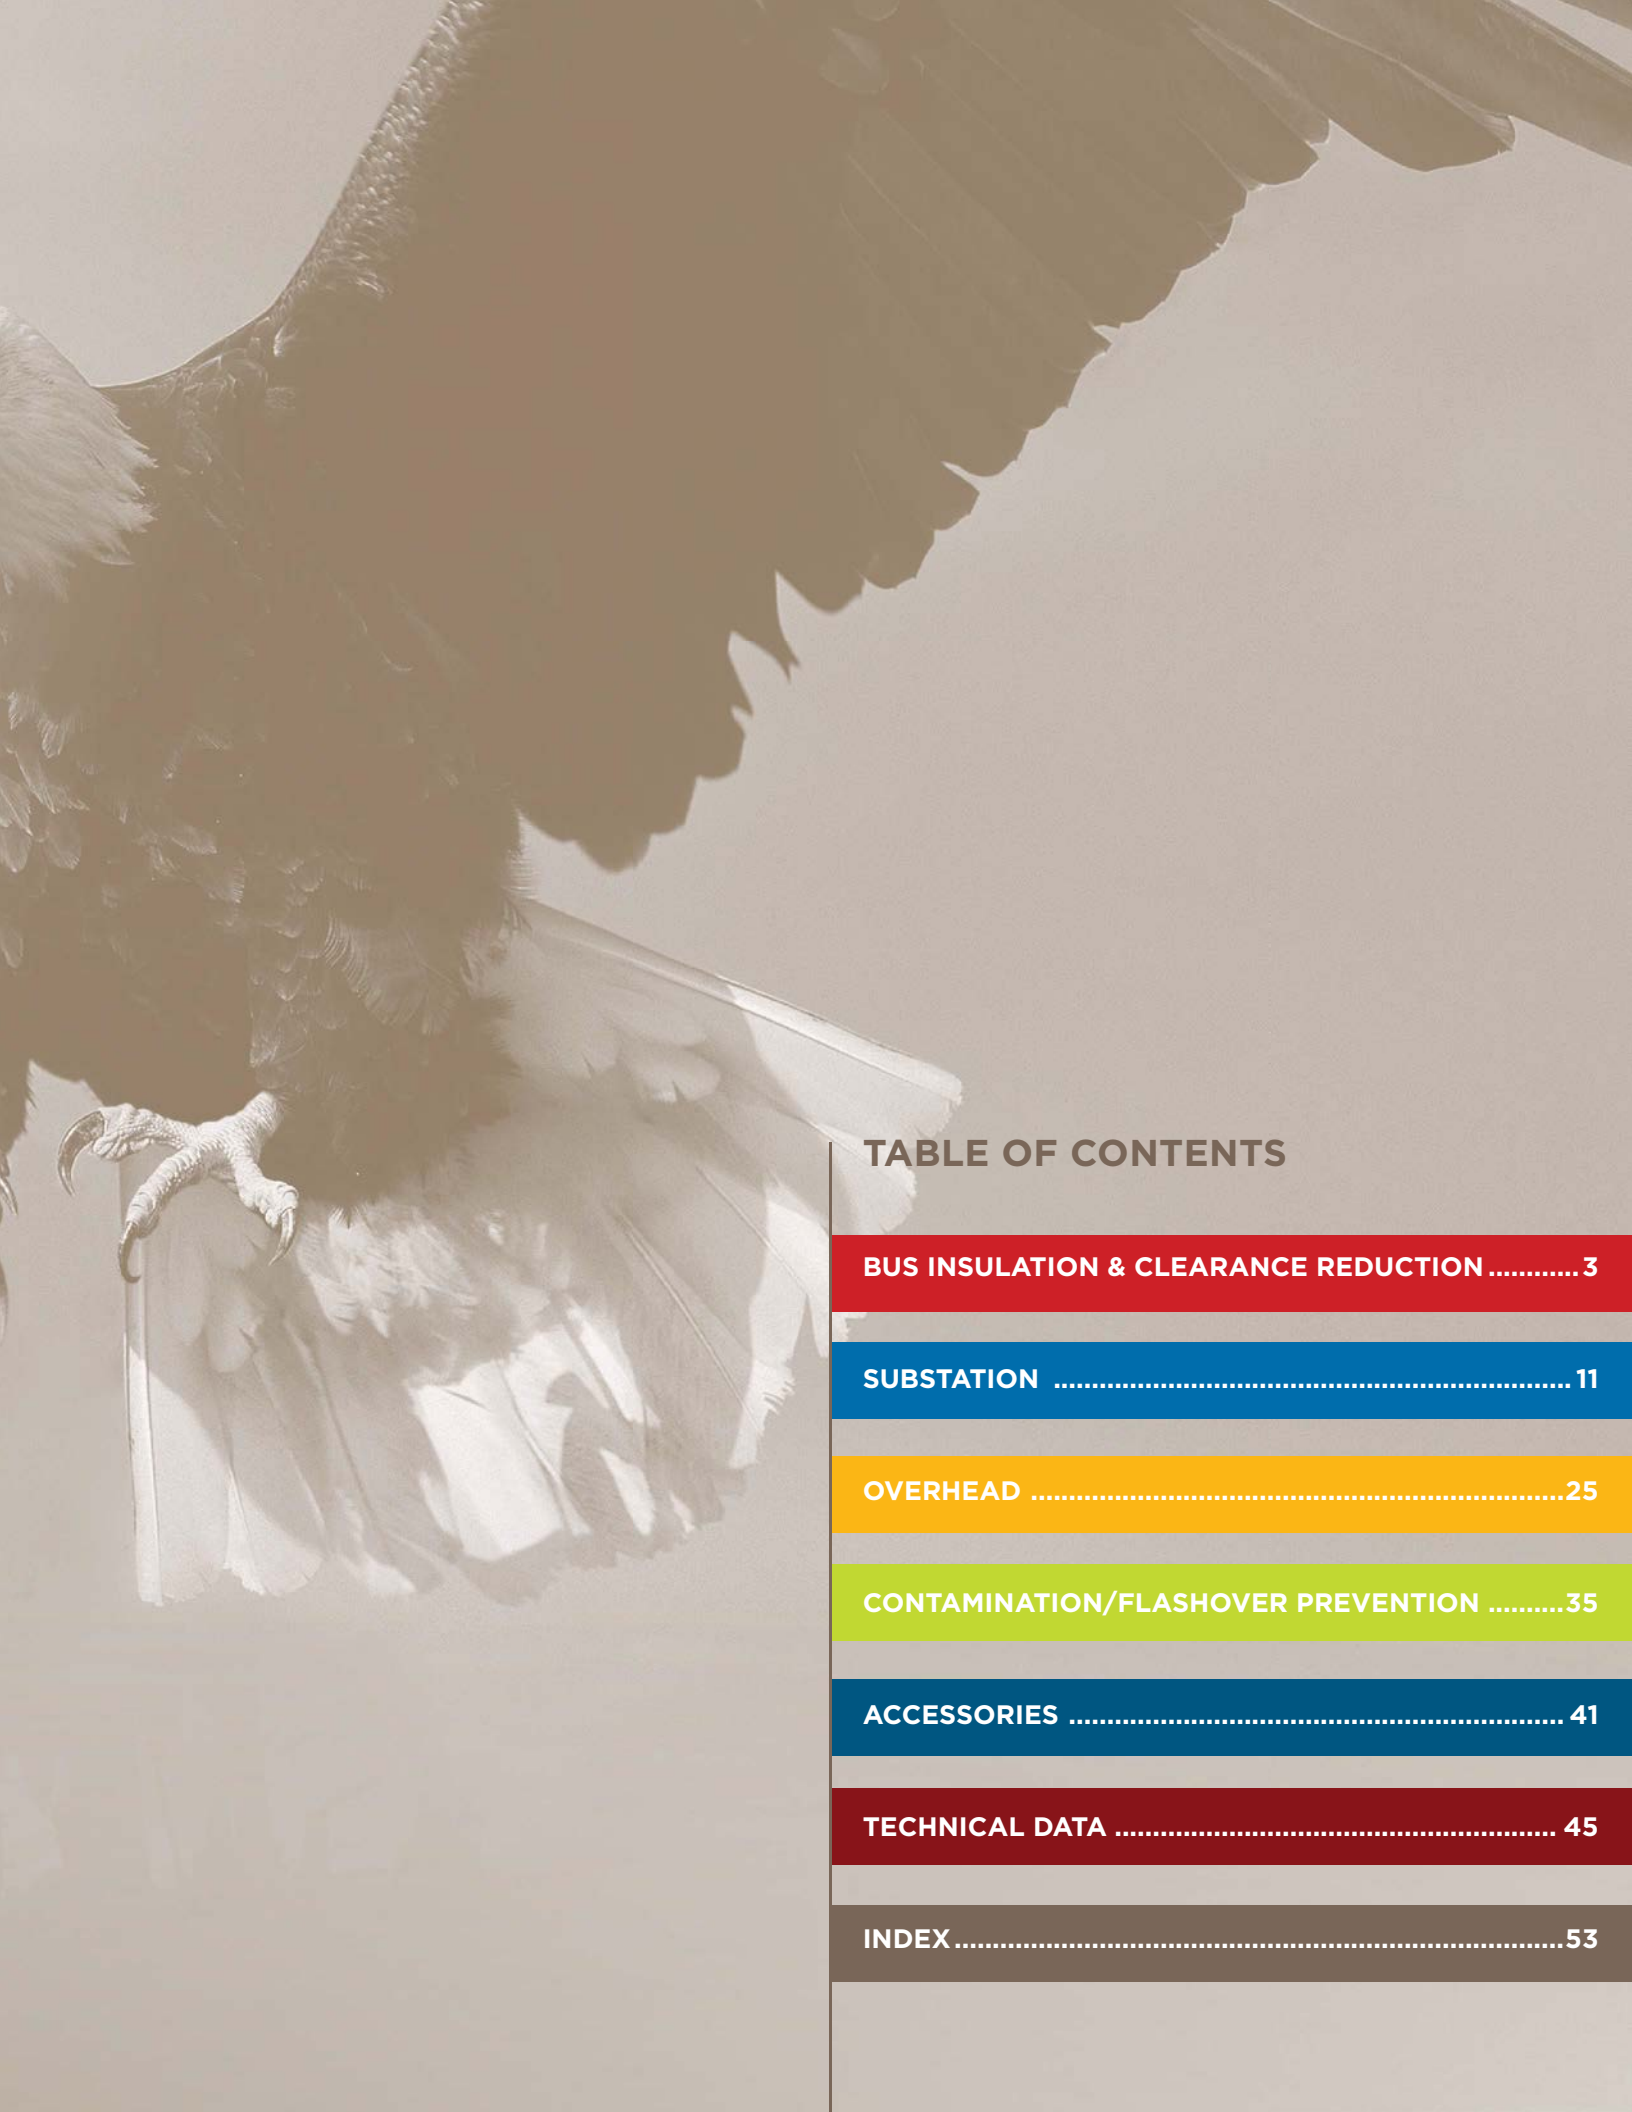 TABLE OF CONTENTS
BUS INSULATION & CLEARANCE REDUCTION ............ 3
SUBSTATION .................................................................... 11
OVERHEAD ......................................................................25
CONTAMINATION/FLASHOVER PREVENTION ..........35
ACCESSORIES ................................................................. 41
TECHNICAL DATA .......................................................... 45
INDEX ................................................................................53